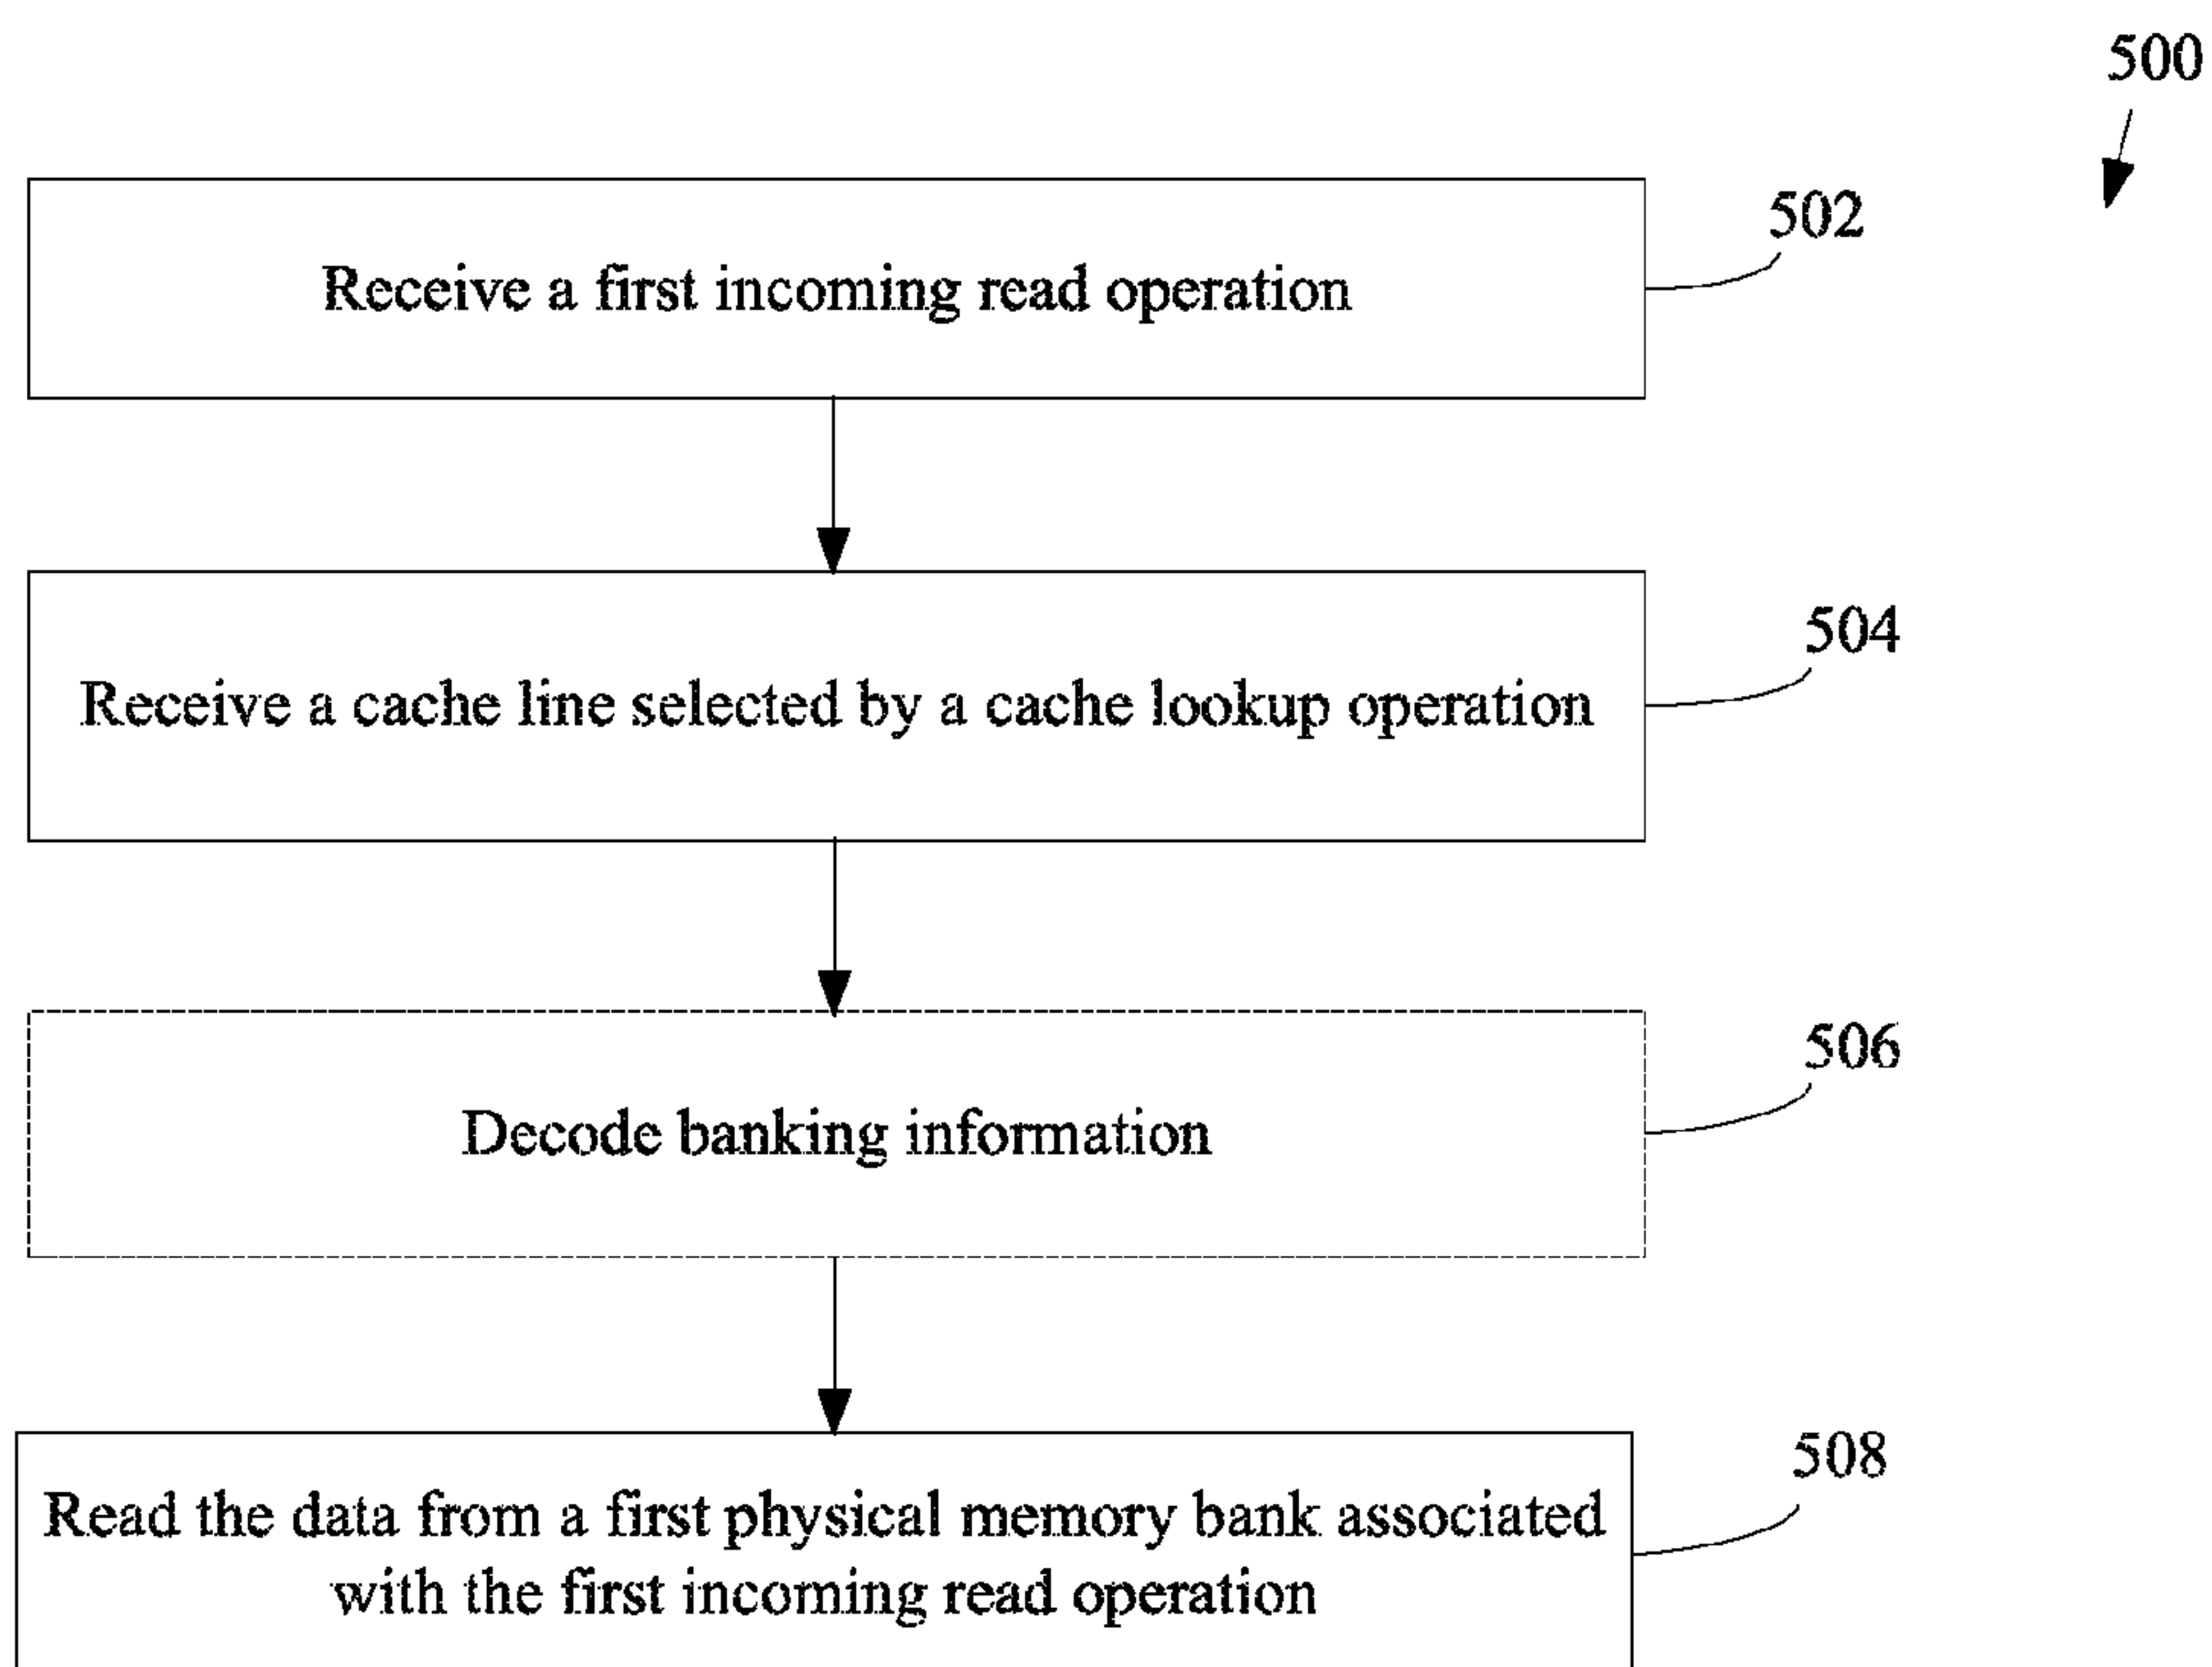 500
502
Receive a first incoming read operation
504
Receive a cache line selected by a cache lookup operation
506
Decode banking information
508
Read the data from a first physical memory bank associated
with the first incoming read operation